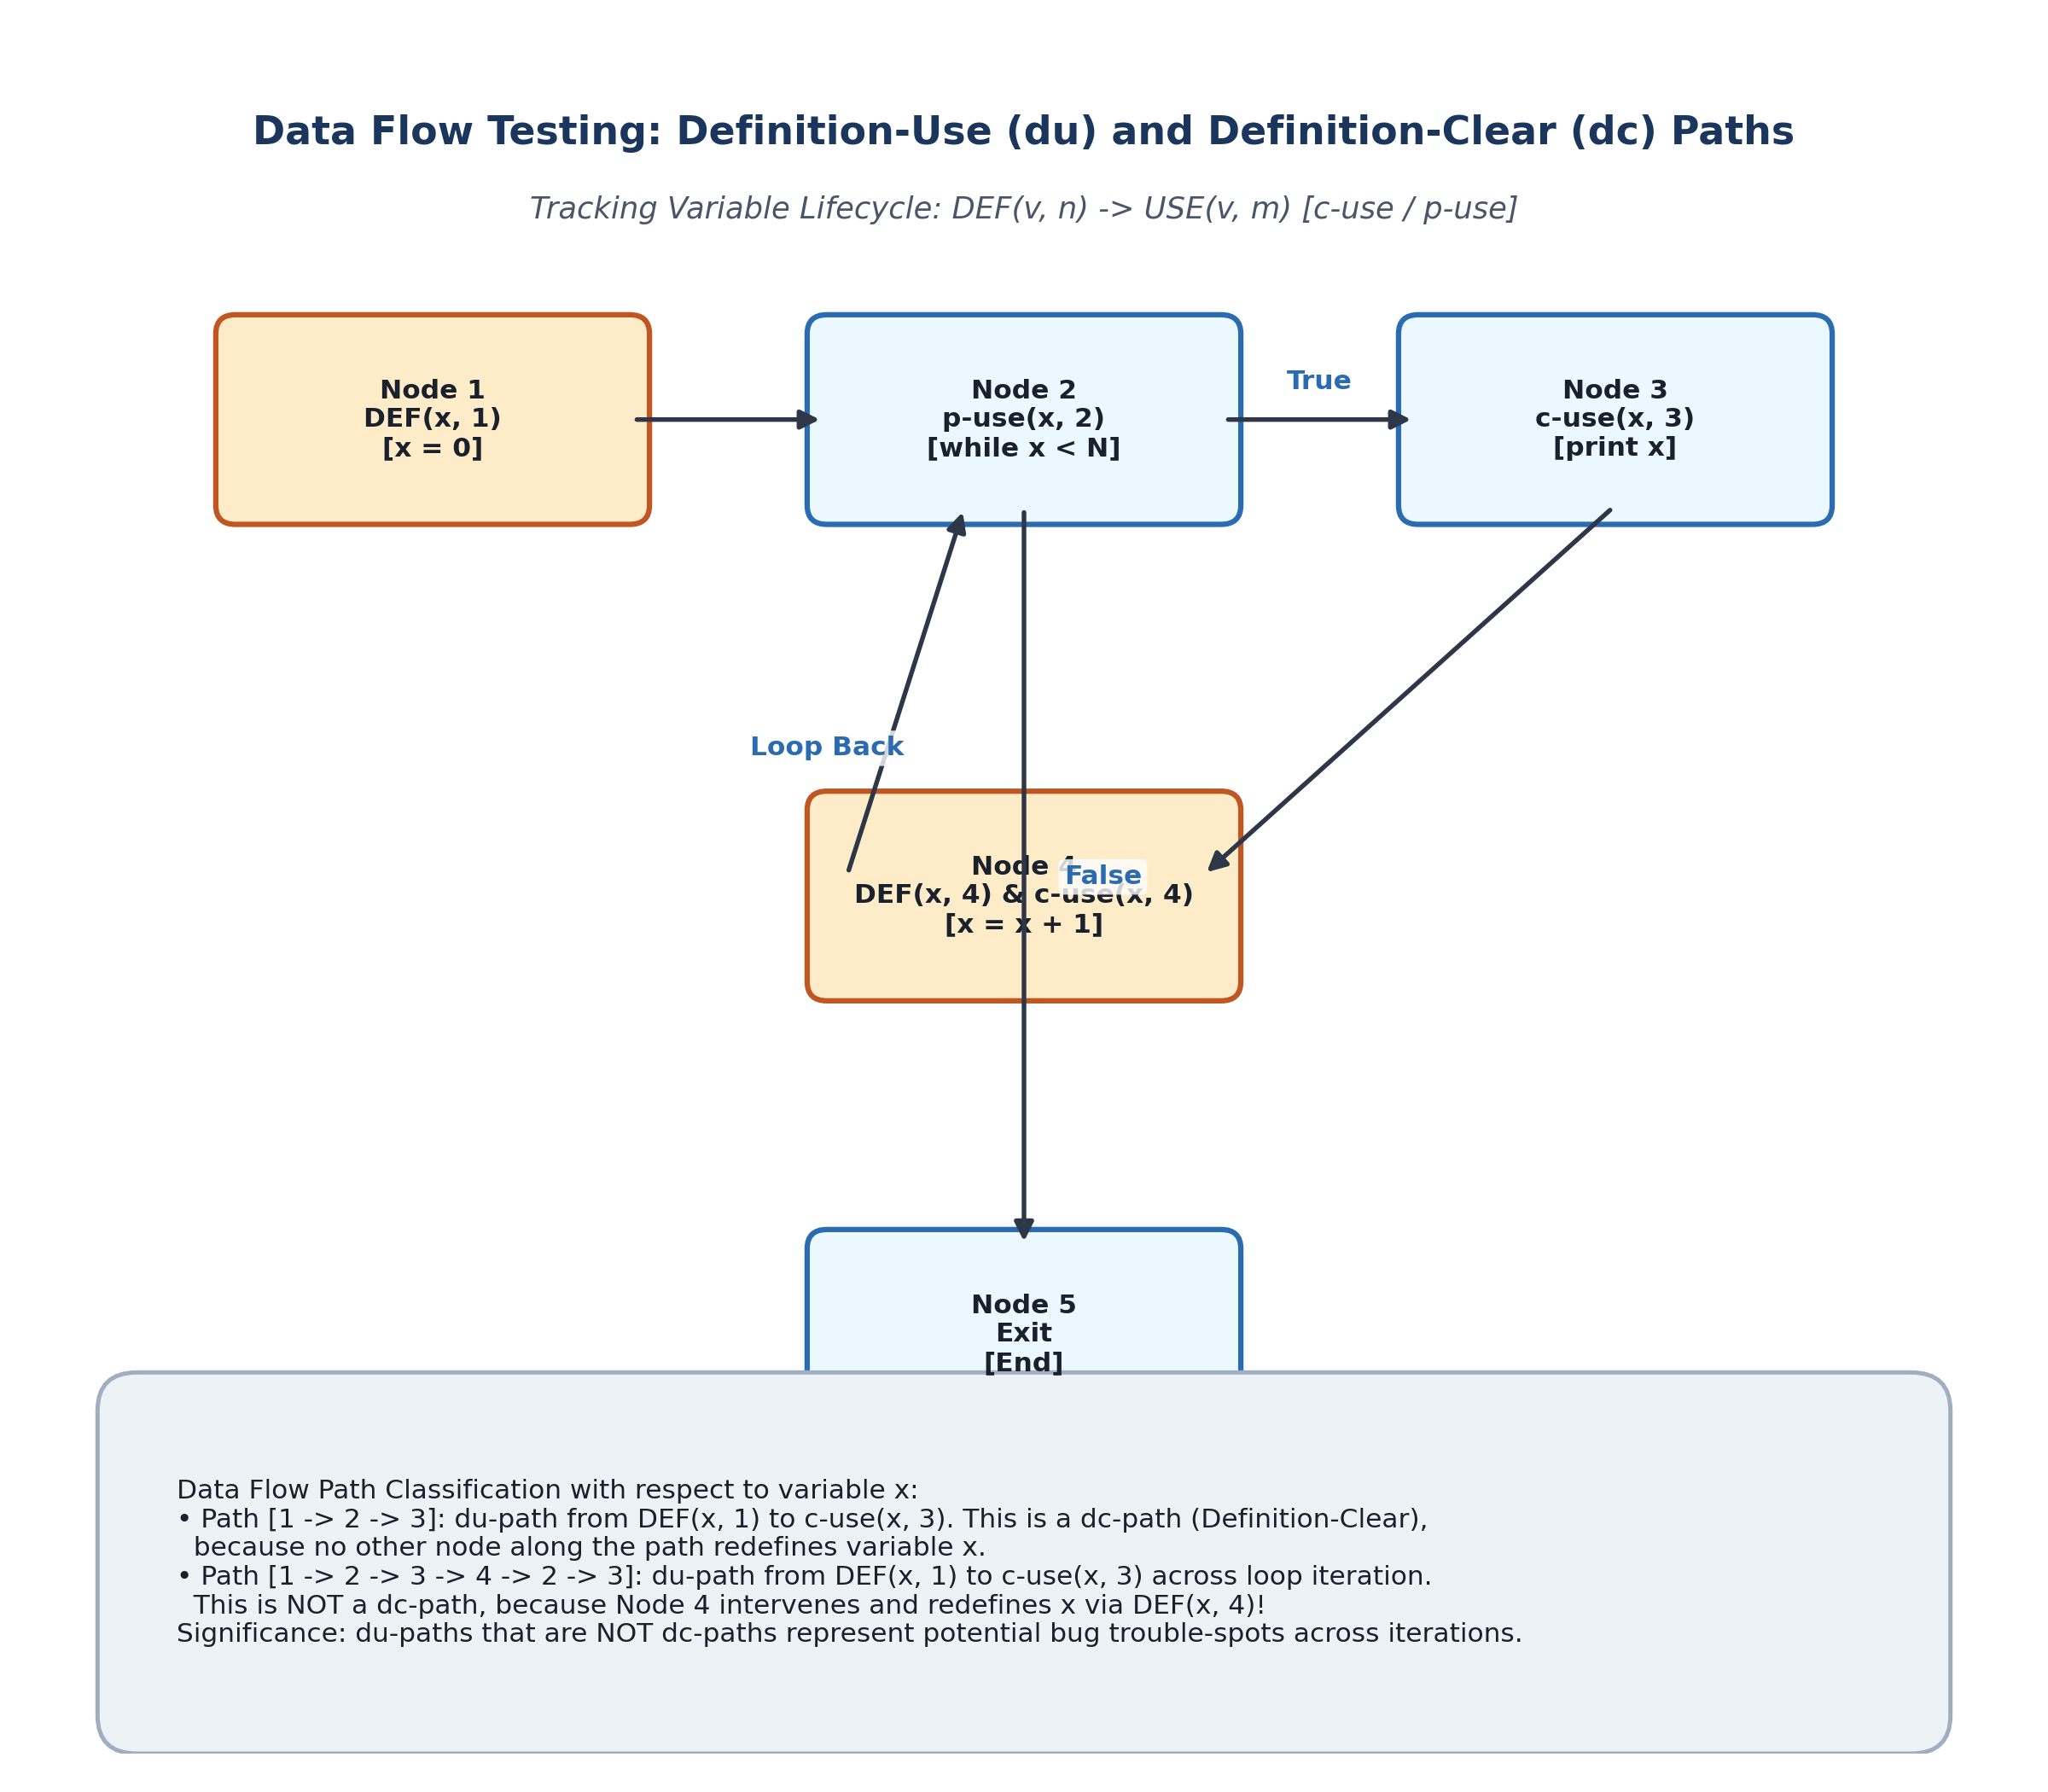 Data Flow Testing: Definition-Use (du) and Definition-Clear (dc) Paths
Tracking Variable Lifecycle: DEF(v, n) -> USE(v, m) [c-use / p-use]
Node 1
DEF(x, 1)
[x = 0]
Node 2
p-use(x, 2)
[while x < N]
True
Node 3
c-use(x, 3)
[print x]
Loop Back
Node 4
False
DEF(x, 4) & c-use(x, 4)
[x = x + 1]
Node 5
Exit
[End]
Data Flow Path Classification with respect to variable x:
• Path [1 -> 2 -> 3]: du-path from DEF(x, 1) to c-use(x, 3). This is a dc-path (Definition-Clear),
because no other node along the path redefines variable x.
• Path [1 -> 2 -> 3 -> 4 -> 2 -> 3]: du-path from DEF(x, 1) to c-use(x, 3) across loop iteration.
This is NOT a dc-path, because Node 4 intervenes and redefines x via DEF(x, 4)!
Significance: du-paths that are NOT dc-paths represent potential bug trouble-spots across iterations.